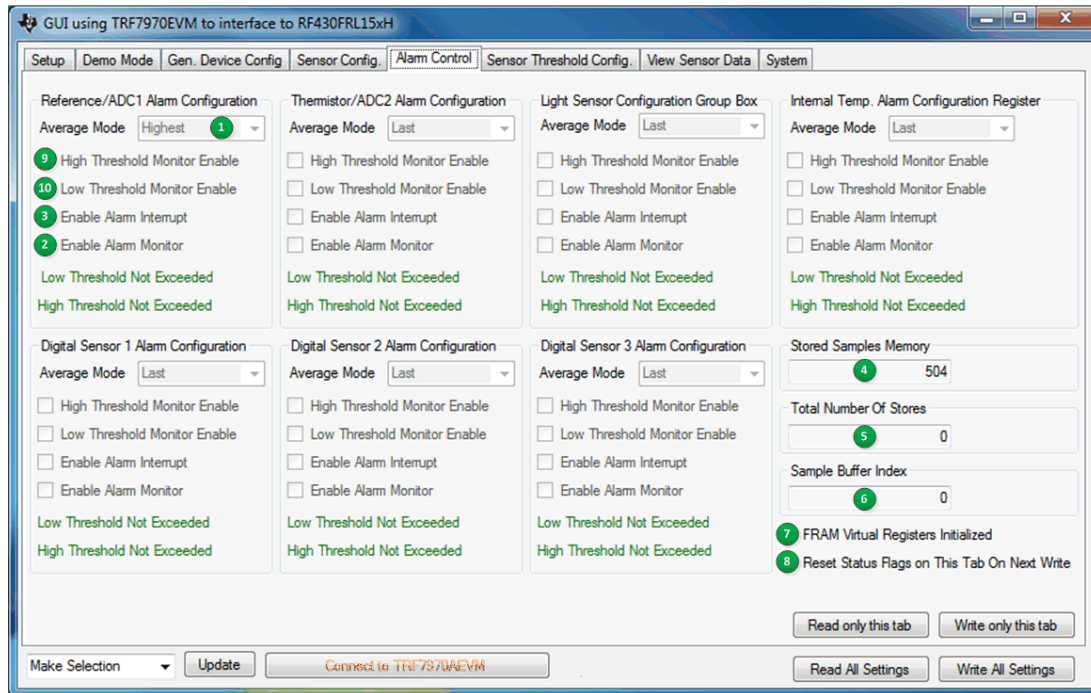 GUI using TRF7970EVM to interface to RF430FRL15xH
Setup Demo Mode Gen. Device Config Sensor Config. Alarm Control Sensor Threshold Config. View Sensor Data System
Reference/ADC1 Alarm Configuration
Average Mode Highest 1
9 High Threshold Monitor Enable
10 Low Threshold Monitor Enable
3 Enable Alarm Interrupt
2 Enable Alarm Monitor
Low Threshold Not Exceeded
High Threshold Not Exceeded
Thermistor/ADC2 Alarm Configuration
Average Mode Last
High Threshold Monitor Enable
Low Threshold Monitor Enable
Enable Alarm Interrupt
Enable Alarm Monitor
Low Threshold Not Exceeded
High Threshold Not Exceeded
Light Sensor Configuration Group Box
Average Mode Last
High Threshold Monitor Enable
Low Threshold Monitor Enable
Enable Alarm Interrupt
Enable Alarm Monitor
Low Threshold Not Exceeded
High Threshold Not Exceeded
Internal Temp. Alarm Configuration Register
Average Mode Last
High Threshold Monitor Enable
Low Threshold Monitor Enable
Enable Alarm Interrupt
Enable Alarm Monitor
Low Threshold Not Exceeded
High Threshold Not Exceeded
Digital Sensor 1 Alarm Configuration
Average Mode Last
High Threshold Monitor Enable
Low Threshold Monitor Enable
Enable Alarm Interrupt
Enable Alarm Monitor
Low Threshold Not Exceeded
High Threshold Not Exceeded
Digital Sensor 2 Alarm Configuration
Average Mode Last
High Threshold Monitor Enable
Low Threshold Monitor Enable
Enable Alarm Interrupt
Enable Alarm Monitor
Low Threshold Not Exceeded
High Threshold Not Exceeded
Digital Sensor 3 Alarm Configuration
Average Mode Last
High Threshold Monitor Enable
Low Threshold Monitor Enable
Enable Alarm Interrupt
Enable Alarm Monitor
Low Threshold Not Exceeded
High Threshold Not Exceeded
Stored Samples Memory
4 504
Total Number Of Stores
5 0
Sample Buffer Index
6 0
7 FRAM Virtual Registers Initialized
8 Reset Status Flags on This Tab On Next Write
Read only this tab Write only this tab
Make Selection Update Connect to TRF7970AEVM Read All Settings Write All Settings